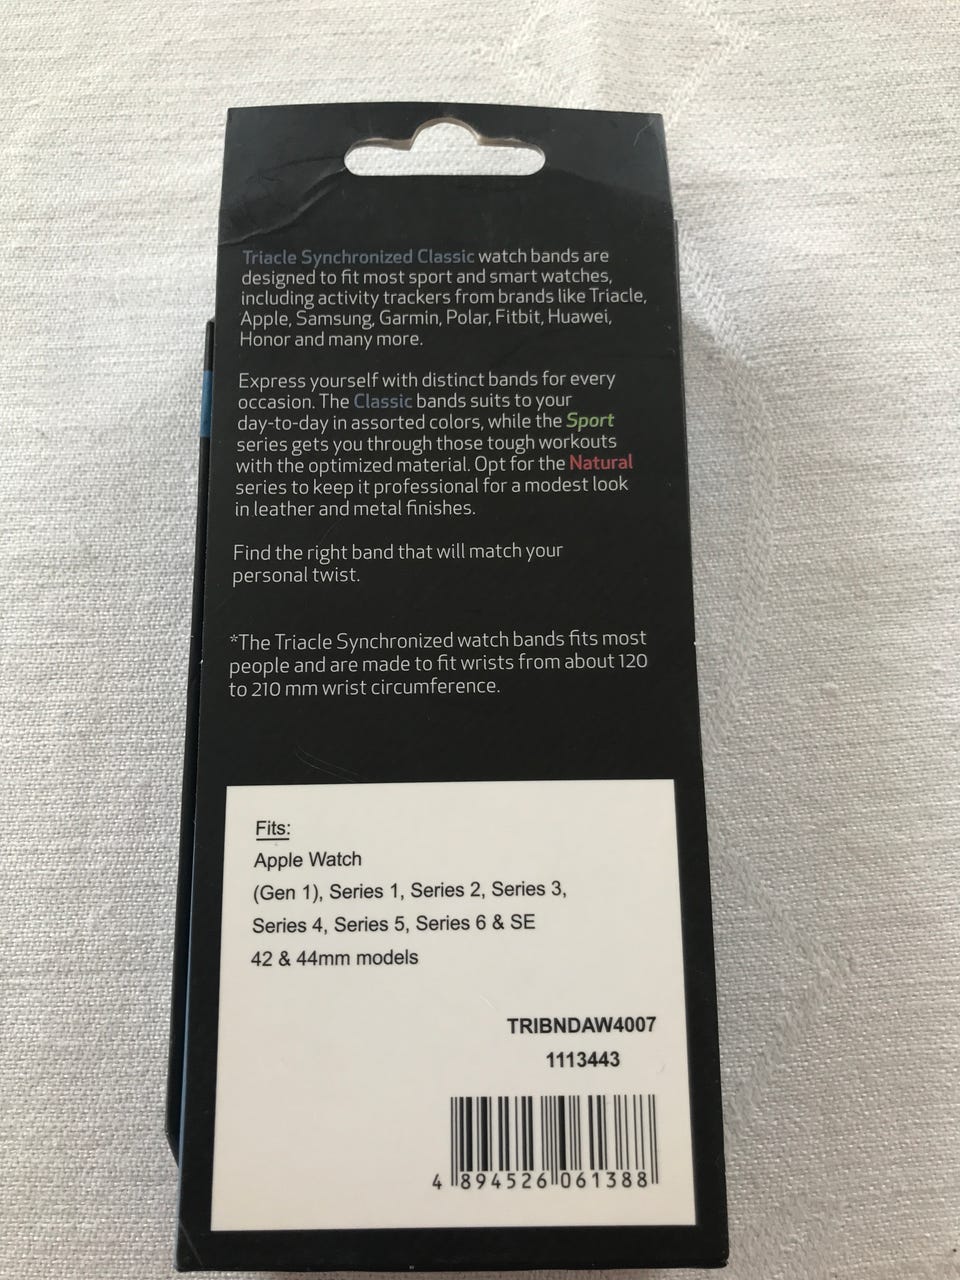 Triacle Synchronized Classic watch bands are
designed to fit most sport and smart watches,
including activity trackers from brands like Triacle,
Apple, Samsung, Garmin, Polar, Fitbit, Huawei,
Honor and many more.
Express yourself with distinct bands for every
occasion. The Classic bands suits to your
day-to-day in assorted colors, while the Sport
series gets you through those tough workouts
with the optimized material. Opt for the Natural
series to keep it professional for a modest look
in leather and metal finishes.
Find the right band that will match your
personal twist.
*The Triacle Synchronized watch bands fits most
people and are made to fit wrists from about 120
to 210 mm wrist circumference.
Fits:
Apple Watch
(Gen 1), Series 1, Series 2, Series 3,
Series 4, Series 5, Series 6 & SE
42 & 44mm models
TRIBNDAW4007
1113443
4 894526 061388